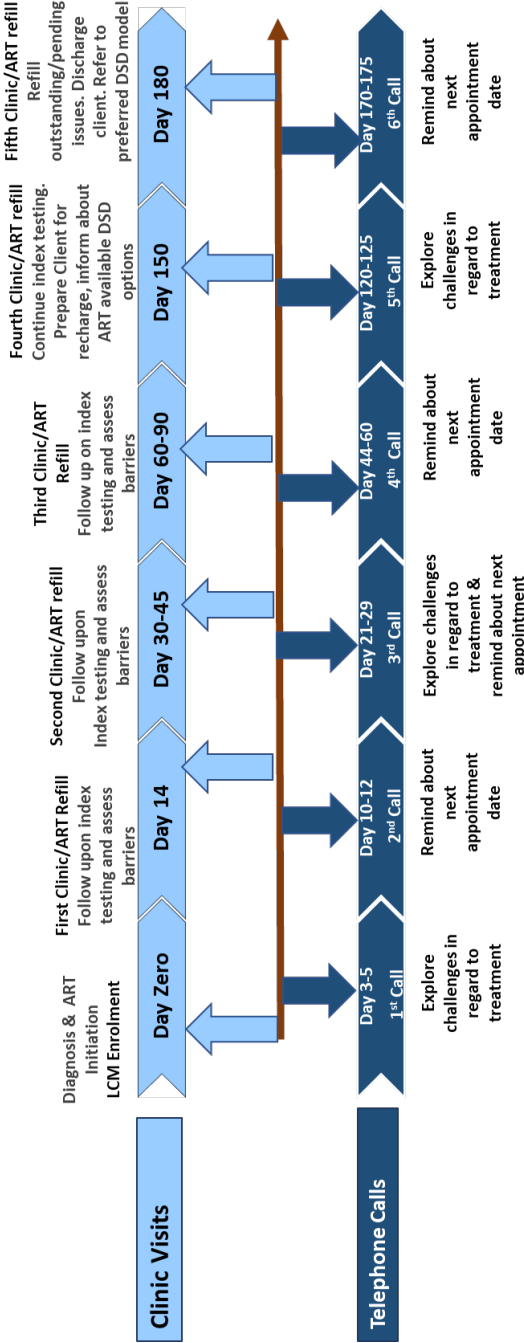 Diagnosis & ART
Initiation
LCM Enrolment
First Clinic/ART Refill
Follow upon index
testing and assess
barriers
Second Clinic/ART refill
Follow upon
Index testing and assess
barriers
Third Clinic/ART
Refill
Follow up on Index
testing and assess
barriers
Fourth Clinic/ART refill
Continue index testing.
Prepare Client for
recharge, inform about
ART available DSD
options
Fifth Clinic/ART refill
Refill
outstanding/pending
issues. Discharge
client. Refer to
preferred DSD model
Clinic Visits
Day Zero
Day 14
Day 30-45
Day 60-90
Day 150
Day 180
Telephone Calls
Day 3-5
1st Call
Day 10-12
2nd Call
Day 21-29
3rd Call
Day 44-60
4th Call
Day 120-125
5th Call
Day 170-175
6th Call
Explore
challenges in
regard to
treatment
Remind about
next
appointment
date
Explore challenges
in regard to
treatment &
remind about next
appointment
Remind about
next
appointment
date
Explore
challenges in
regard to
treatment
Remind about
next
appointment
date